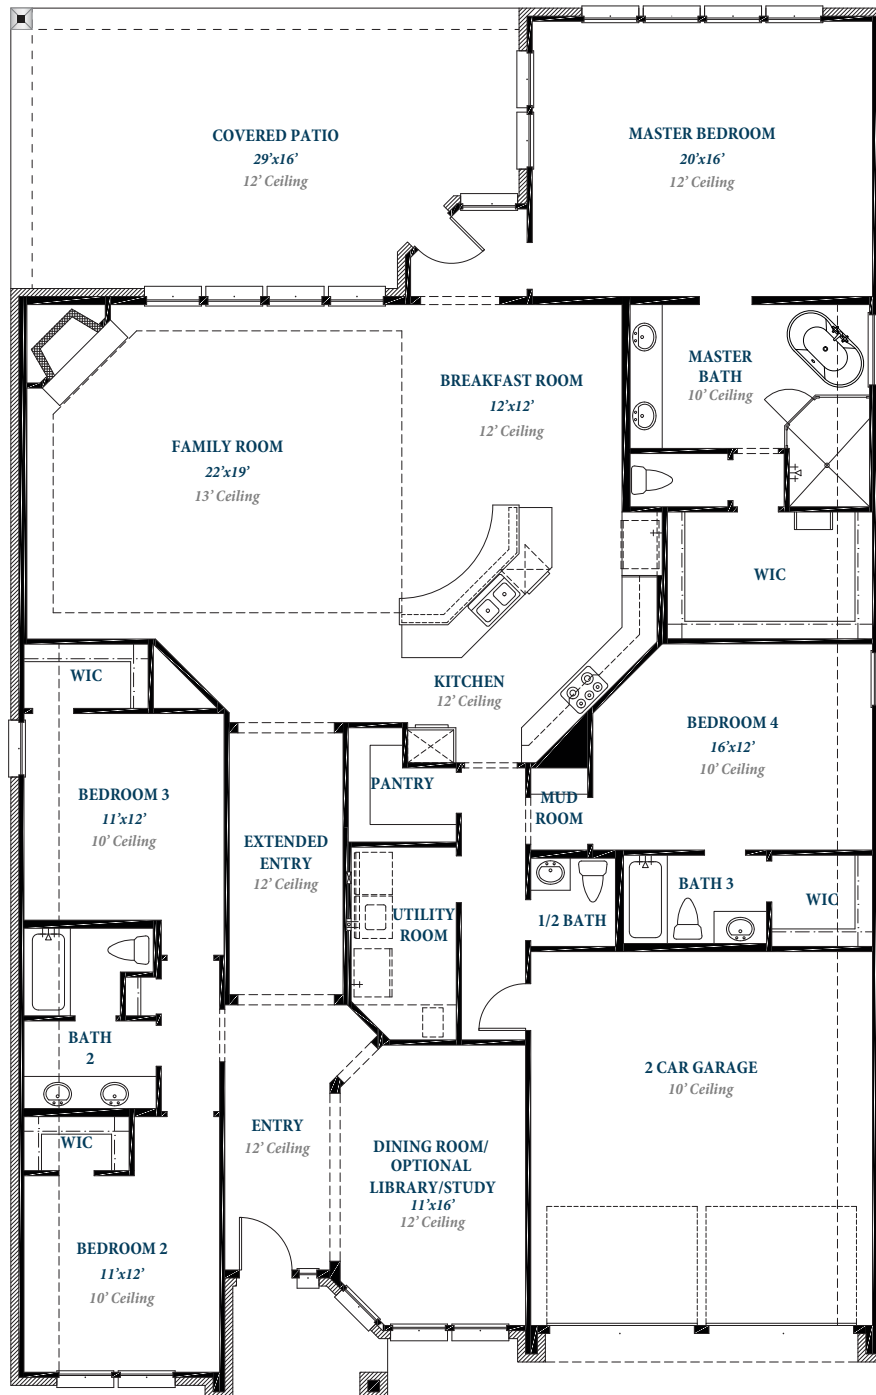 COVERED PATIO
29’x16’
12’ Ceiling
MASTER BEDROOM
20’x16’
12’ Ceiling
MASTER
BATH
10’ Ceiling
BREAKFAST ROOM
12’x12’
12’ Ceiling
FAMILY ROOM
22’x19’
13’ Ceiling
WIC
WIC
KITCHEN
12’ Ceiling
BEDROOM 4
16’x12’
10’ Ceiling
BEDROOM 3
11’x12’
10’ Ceiling
PANTRY
MUD
ROOM
EXTENDED
ENTRY
12’ Ceiling
BATH 3
WIC
UTILITY
ROOM
1/2 BATH
BATH
2
2 CAR GARAGE
10’ Ceiling
WIC
ENTRY
12’ Ceiling
DINING ROOM/
OPTIONAL
LIBRARY/STUDY
11’x16’
12’ Ceiling
BEDROOM 2
11’x12’
10’ Ceiling